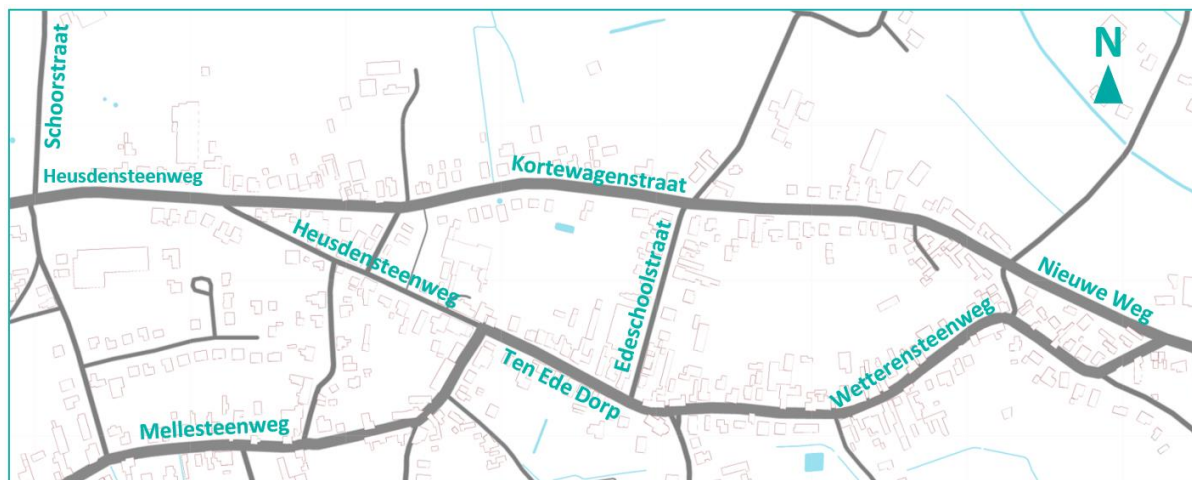 N
Schoorstraat
Heusdensteenweg
Kortewagenstraat
Heusdensteenweg
Edeschoolstraat
Nieuwe Weg
Ten Ede Dorp
Wetterensteenweg
Mellesteenweg